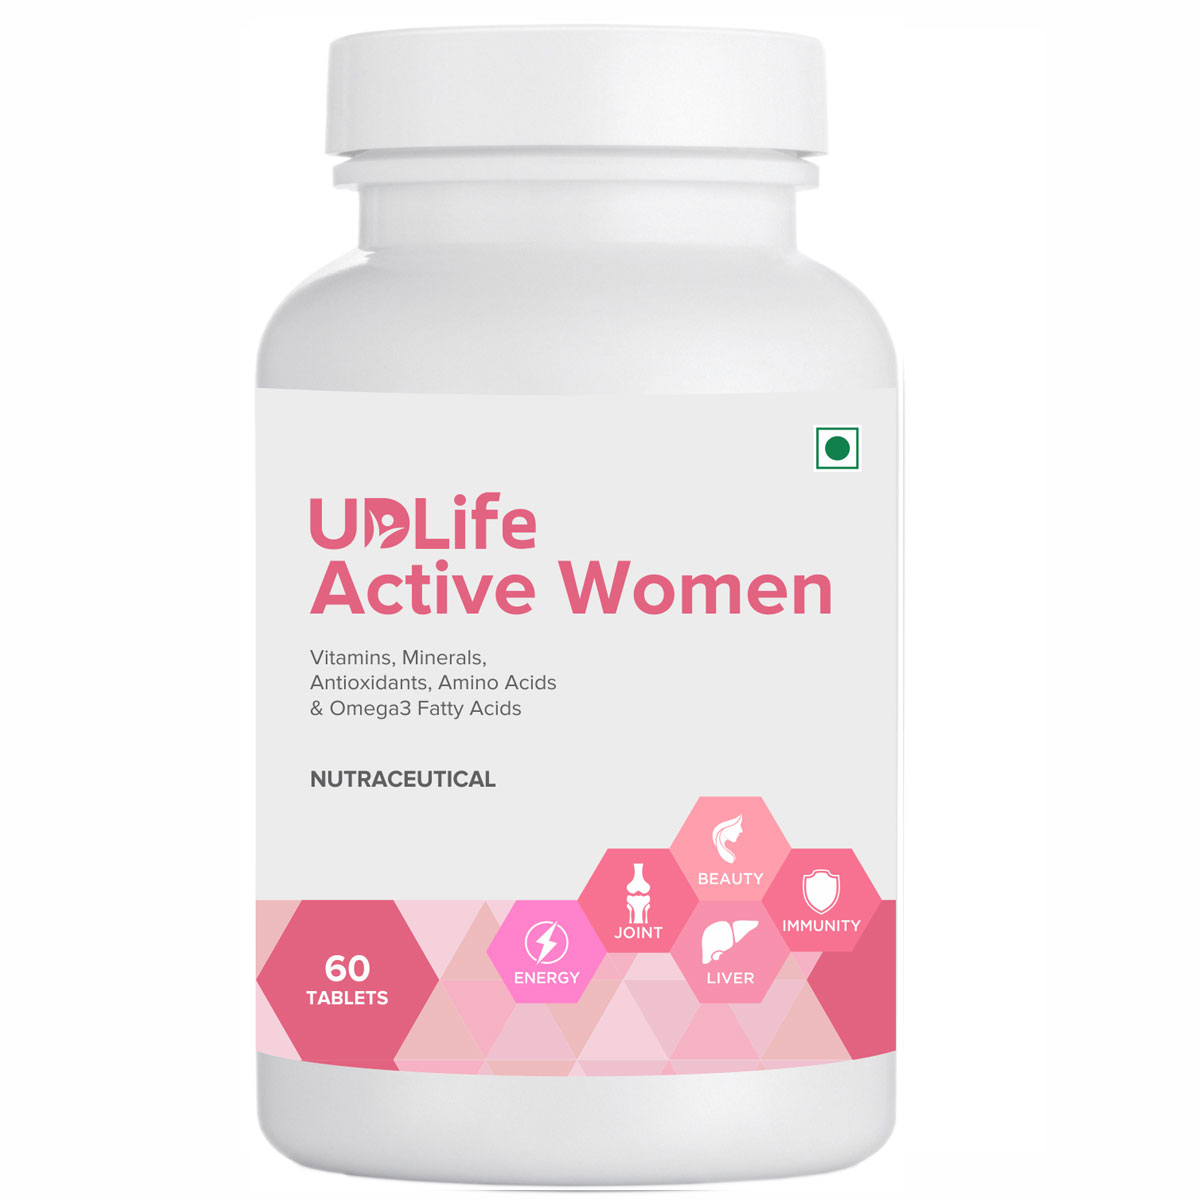 UDLife
Active Women
Vitamins, Minerals,
Antioxidants, Amino Acids
& Omega3 Fatty Acids
NUTRACEUTICAL
BEAUTY
JOINT
IMMUNITY
ENERGY
LIVER
60
TABLETS